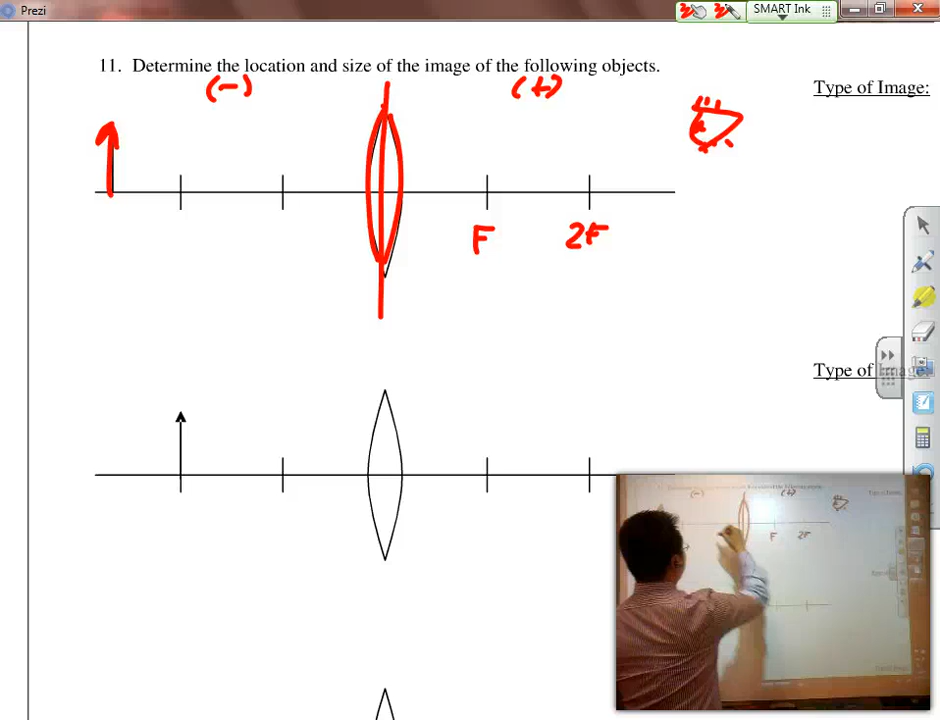 Prezi
SMART Ink
11. Determine the location and size of the image of the following objects.
(-)
(+)
Type of Image:
F
2F
Type of Image:
(-)
(+)
F
2F